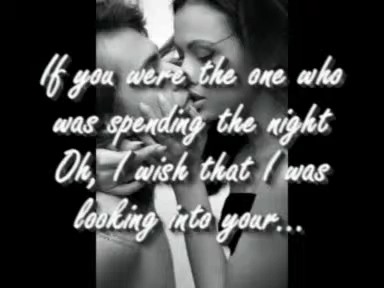 If you were the one who
was spending the night
Oh, I wish that I was
looking into your...